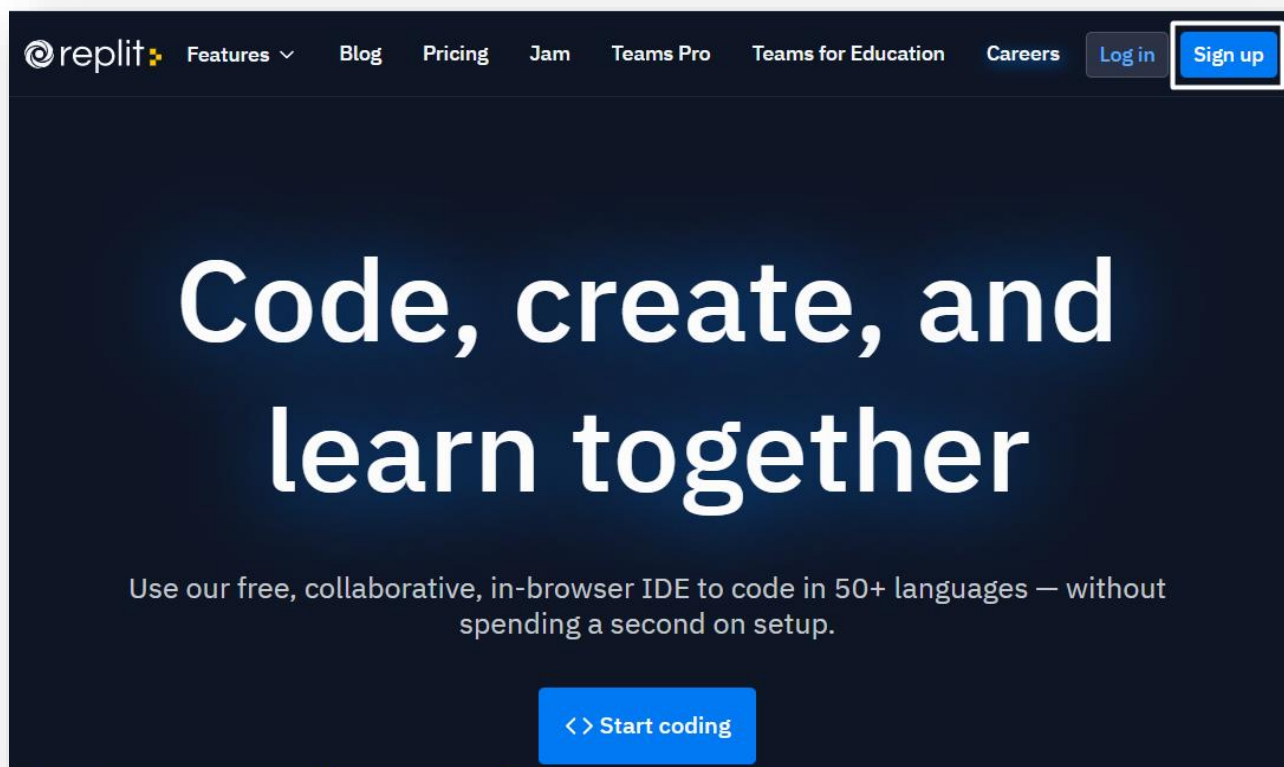 replit
Features Blog Pricing Jam Teams Pro Teams for Education Careers Log in Sign up
Code, create, and
learn together
Use our free, collaborative, in-browser IDE to code in 50+ languages — without
spending a second on setup.
<> Start coding